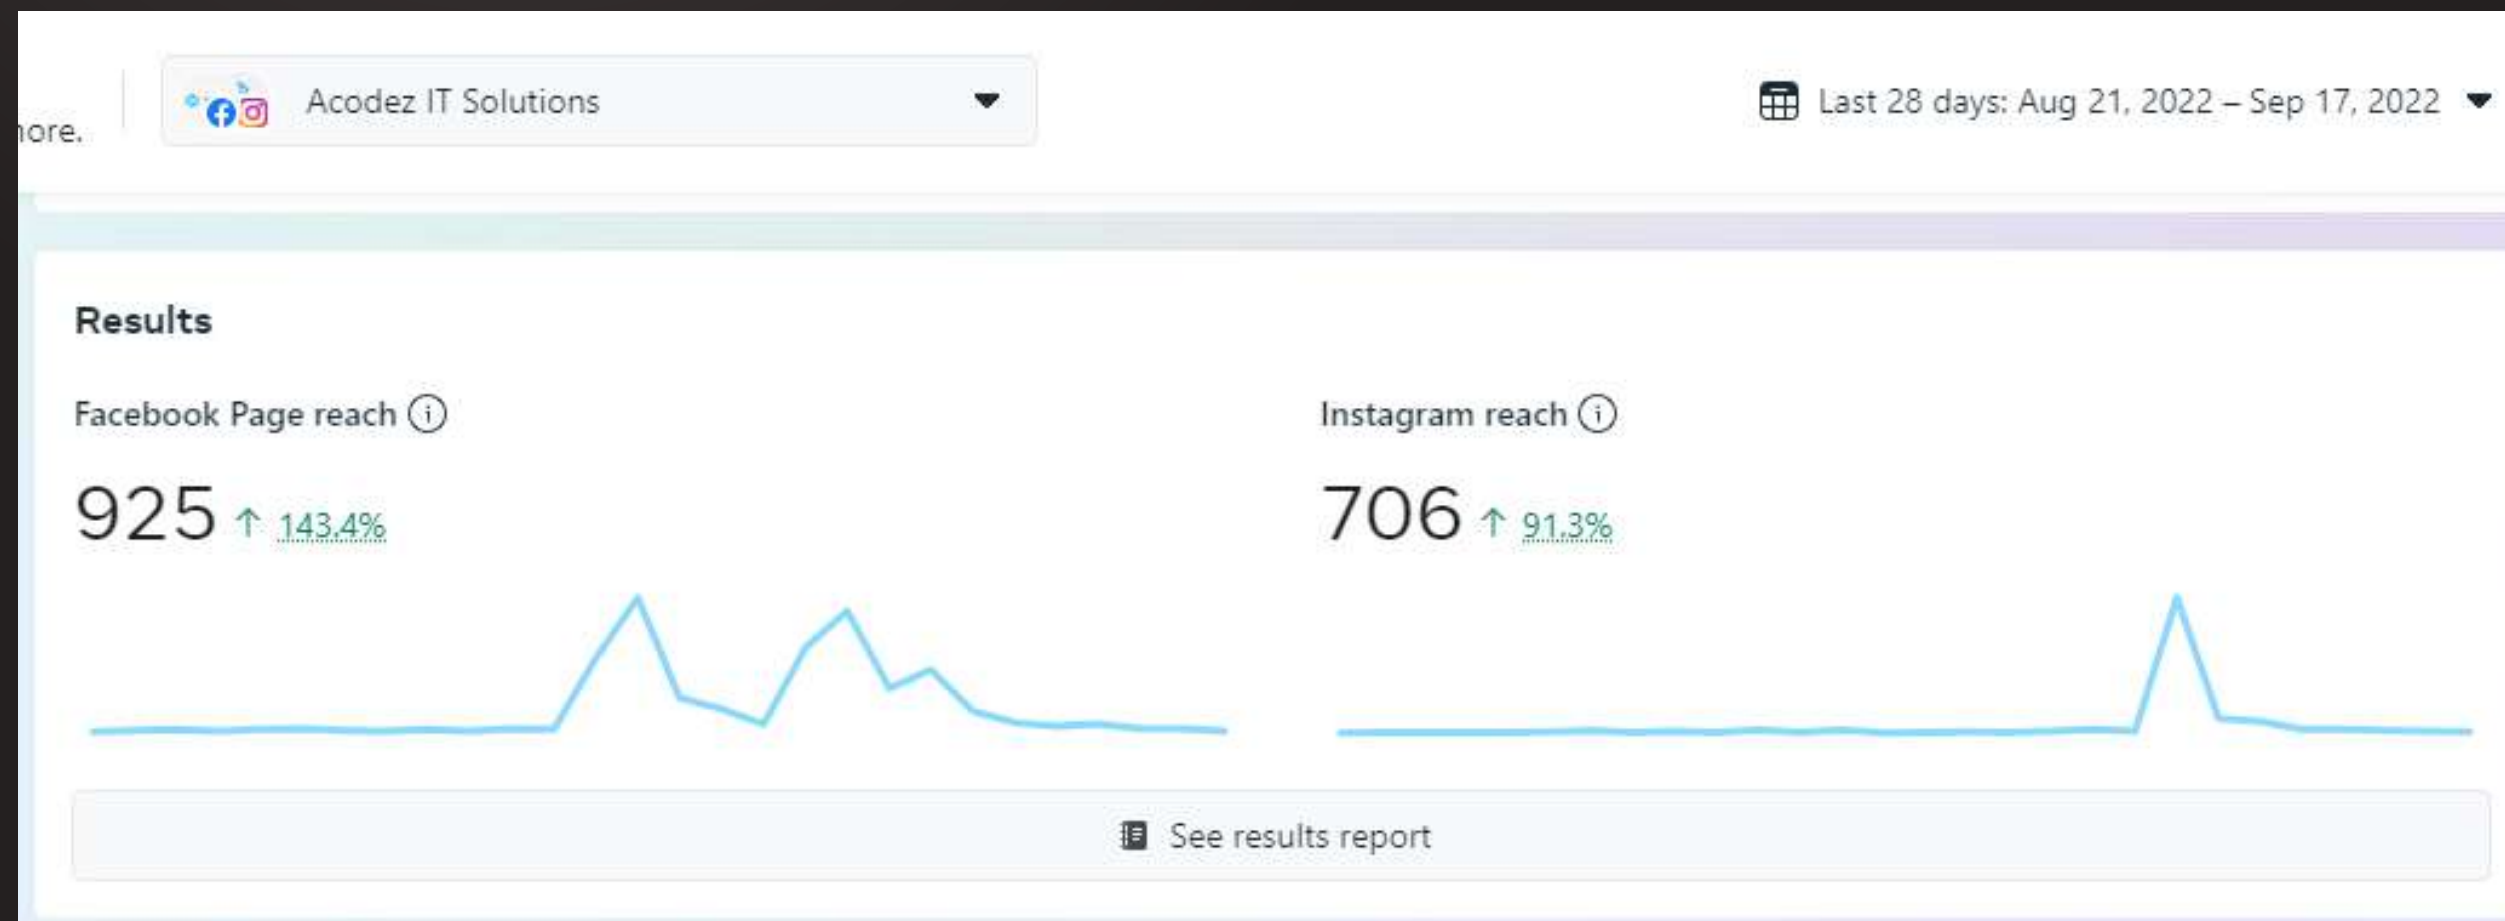 Acodez IT Solutions
Last 28 days: Aug 21, 2022 – Sep 17, 2022
Results
Facebook Page reach
Instagram reach
925 ↑ 143.4%
706 ↑ 91.3%
See results report